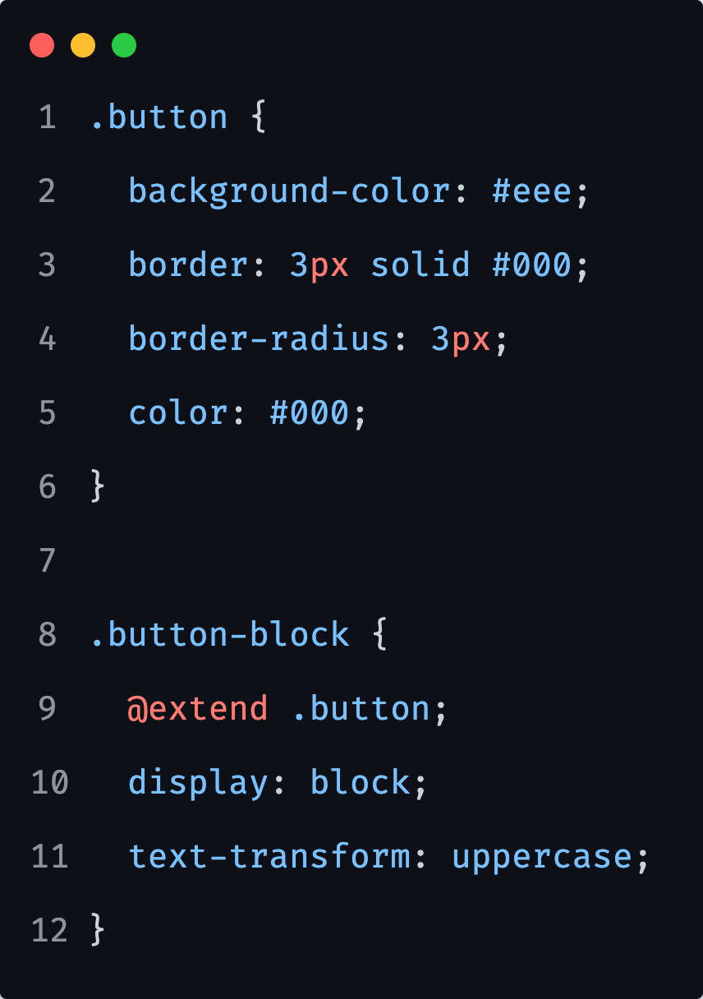 1 .button {
2   background-color: #eee;
3   border: 3px solid #000;
4   border-radius: 3px;
5   color: #000;
6 }
7
8 .button-block {
9   @extend .button;
10   display: block;
11   text-transform: uppercase;
12 }